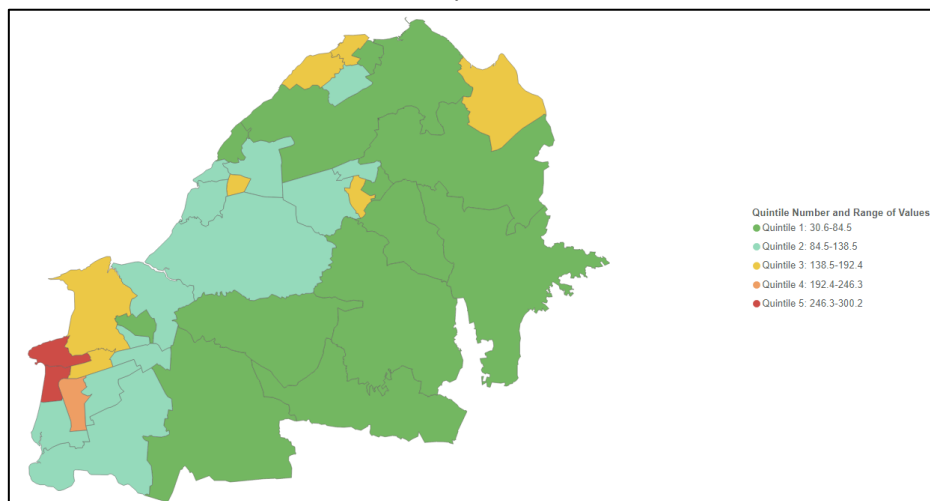 Quintile Number and Range of Values
Quintile 1: 30.6-84.5
Quintile 2: 84.5-138.5
Quintile 3: 138.5-192.4
Quintile 4: 192.4-246.3
Quintile 5: 246.3-300.2